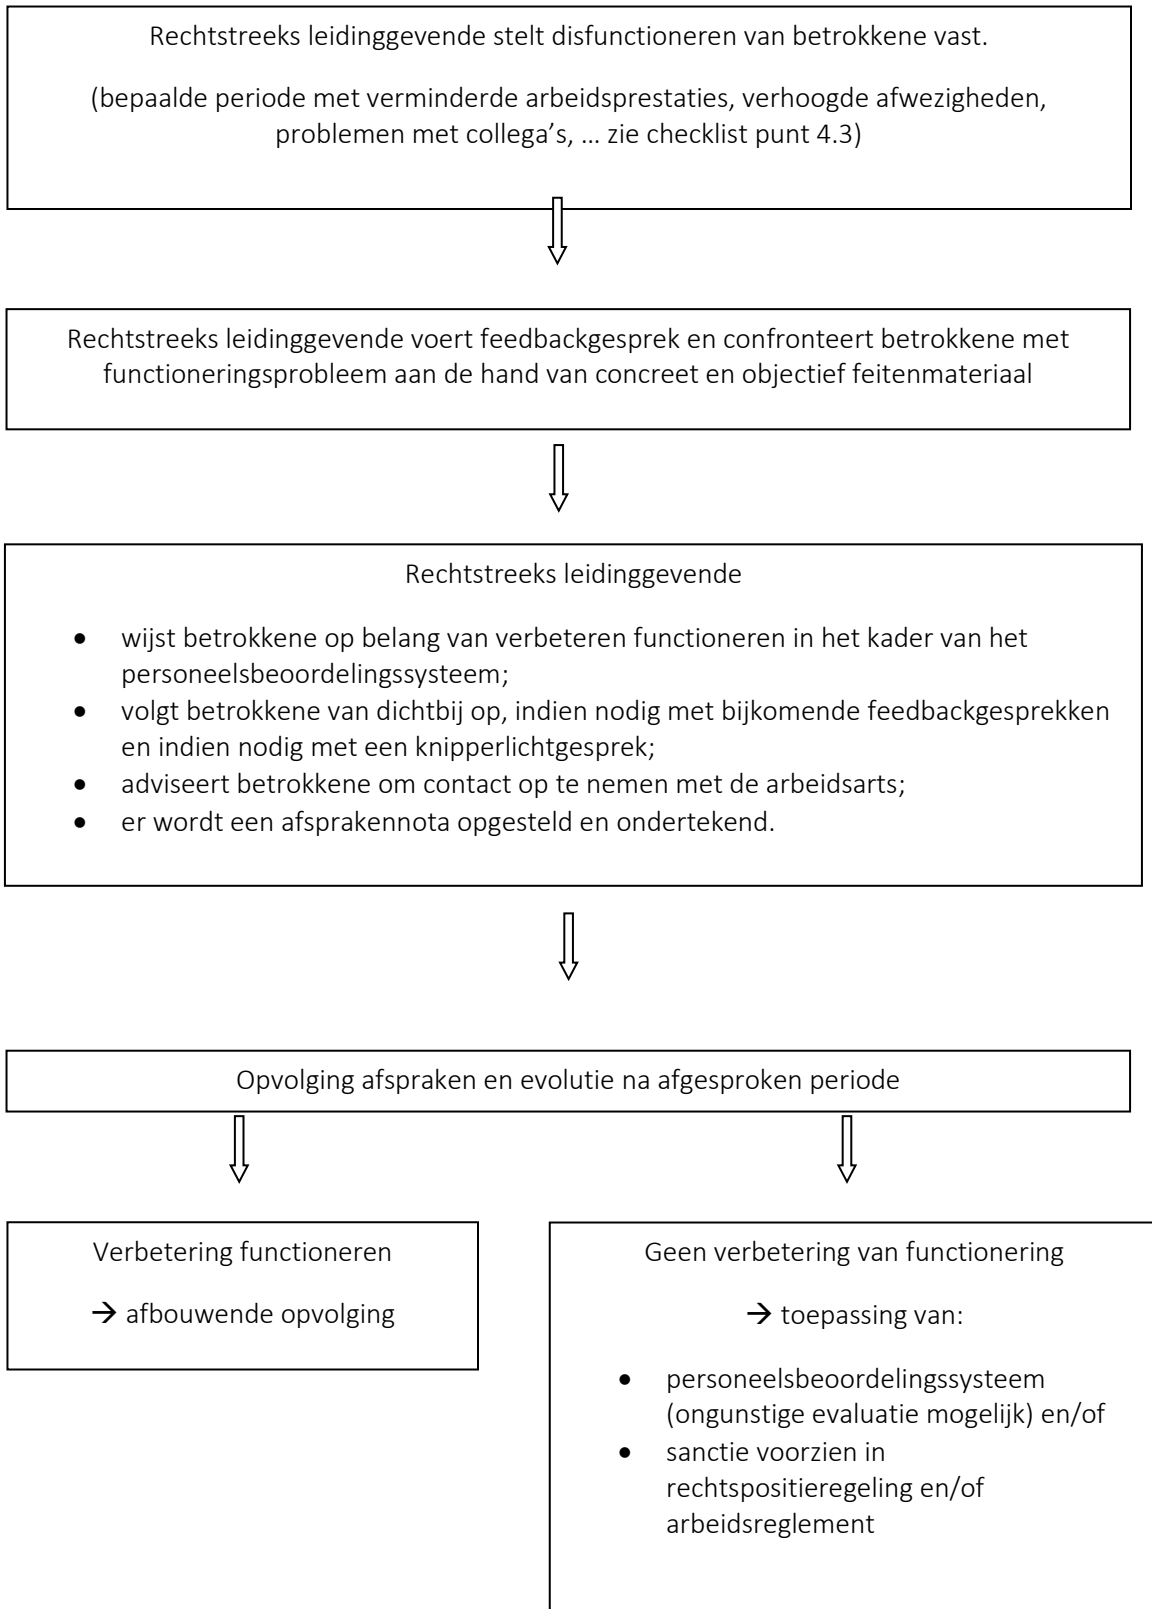 Rechtstreeks leidinggevende stelt disfunctioneren van betrokkene vast.
(bepaalde periode met verminderde arbeidsprestaties, verhoogde afwezigheden,
problemen met collega's, ... zie checklist punt 4.3)
Rechtstreeks leidinggevende voert feedbackgesprek en confronteert betrokkene met
functioneringsprobleem aan de hand van concreet en objectief feitenmateriaal
Rechtstreeks leidinggevende
• wijst betrokkene op belang van verbeteren functioneren in het kader van het
personeelsbeoordelingssysteem;
• volgt betrokkene van dichtbij op, indien nodig met bijkomende feedbackgesprekken
en indien nodig met een knipperlichtgesprek;
• adviseert betrokkene om contact op te nemen met de arbeidsarts;
• er wordt een afsprakennota opgesteld en ondertekend.
Opvolging afspraken en evolutie na afgesproken periode
Verbetering functioneren
→ afbouwende opvolging
Geen verbetering van functionering
→ toepassing van:
• personeelsbeoordelingssysteem
(ongunstige evaluatie mogelijk) en/of
• sanctie voorzien in
rechtspositieregeling en/of
arbeidsreglement